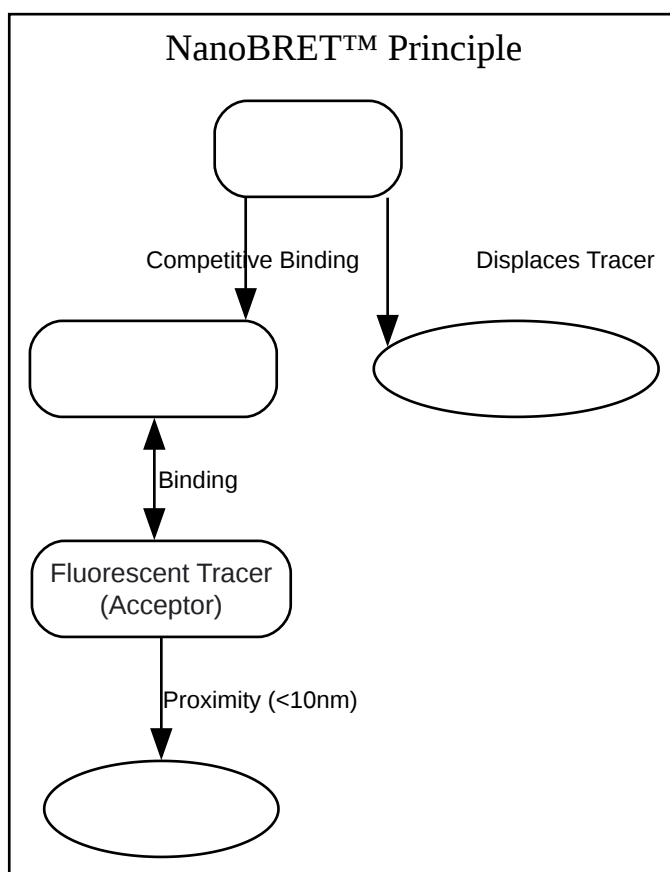 NanoBRET™ Principle
Competitive Binding
Displaces Tracer
Binding
Fluorescent Tracer
(Acceptor)
Proximity (<10nm)